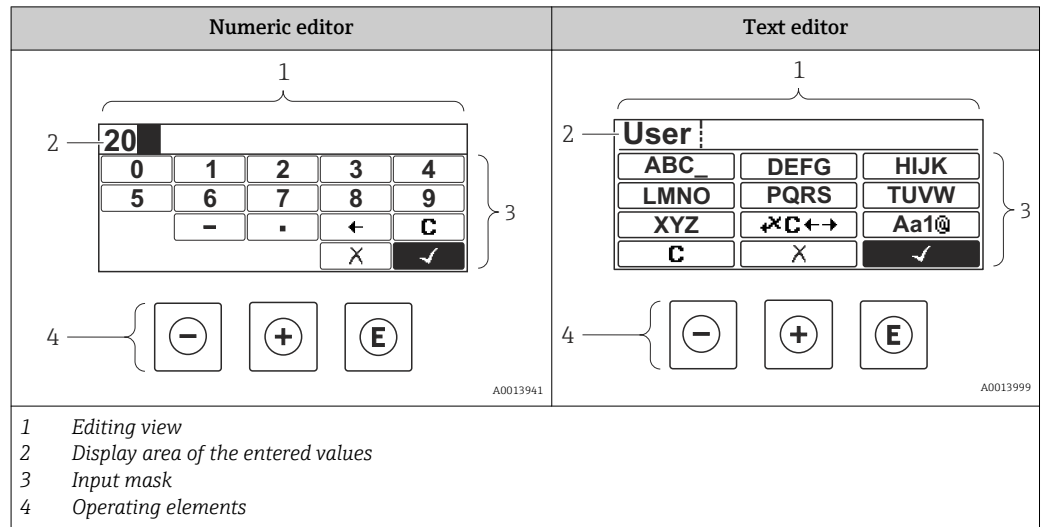 Numeric editor
Text editor
1
2
20
0 1 2 3 4
5 6 7 8 9
- . ← C
X ✓
3
4
- + E
A0013941
1
2
User
ABC_ DEFG HIJK
LMNO PQRS TUVW
XYZ ↶×C←→ Aa1@
C X ✓
3
4
- + E
A0013999
1 Editing view
2 Display area of the entered values
3 Input mask
4 Operating elements